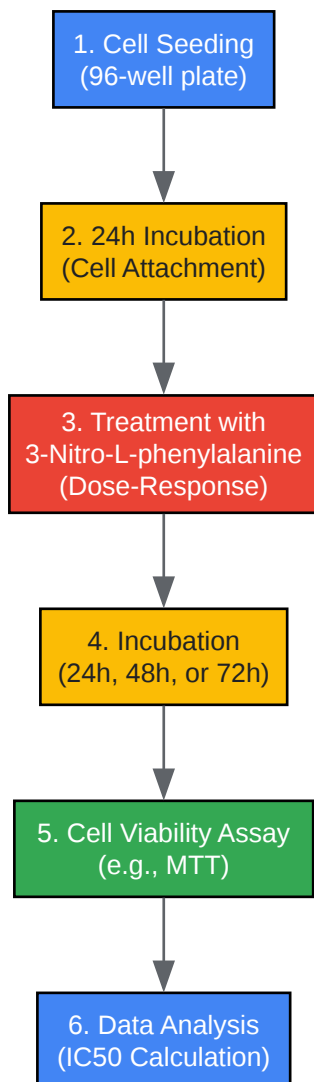 1. Cell Seeding
(96-well plate)
2. 24h Incubation
(Cell Attachment)
3. Treatment with
3-Nitro-L-phenylalanine
(Dose-Response)
4. Incubation
(24h, 48h, or 72h)
5. Cell Viability Assay
(e.g., MTT)
6. Data Analysis
(IC50 Calculation)